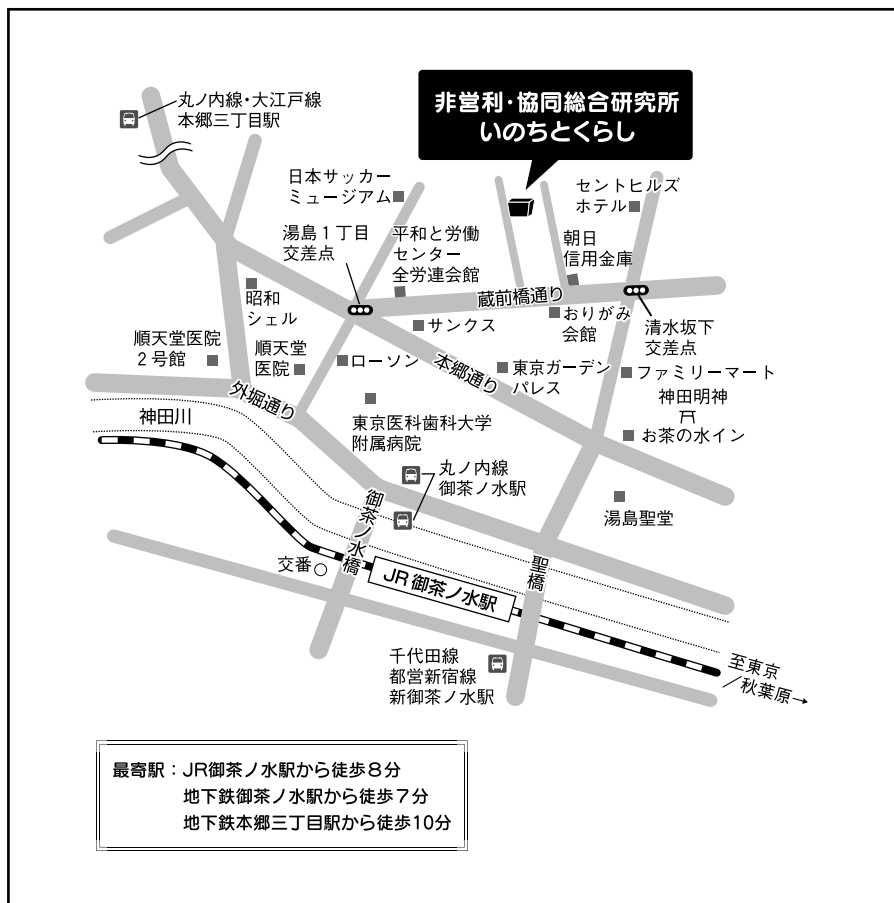 丸ノ内線・大江戸線
本郷三丁目駅
非営利・協同総合研究所
いのちとくらし
日本サッカー
ミュージアム
セントヒルズ
ホテル
湯島1丁目
交差点
平和と労働
センター
全労連会館
朝日
信用金庫
蔵前橋通り
昭和
シェル
サンクス
おりがみ
会館
清水坂下
交差点
順天堂医院
2号館
順天堂
医院
ローソン
本郷通り
東京ガーデン
パレス
ファミリーマート
神田明神
外堀通り
神田川
東京医科歯科大学
附属病院
お茶の水イン
丸ノ内線
御茶ノ水駅
湯島聖堂
御茶ノ水橋
聖橋
交番
JR御茶ノ水駅
千代田線
都営新宿線
新御茶ノ水駅
至東京
/秋葉原→
最寄駅:JR御茶ノ水駅から徒歩8分
地下鉄御茶ノ水駅から徒歩7分
地下鉄本郷三丁目駅から徒歩10分